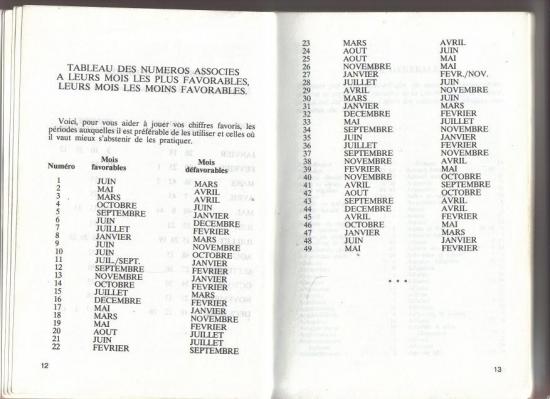 TABLEAU DES NUMEROS ASSOCIES
A LEURS MOIS LES PLUS FAVORABLES,
LEURS MOIS LES MOINS FAVORABLES.
Voici, pour vous aider à jouer vos chiffres favoris, les
périodes auxquelles il est préférable de les utiliser et celles où
il vaut mieux s'abstenir de les pratiquer.
Numéro Mois favorables Mois défavorables
1 JUIN MARS
2 MAI AVRIL
3 MARS AVRIL
4 OCTOBRE JUIN
5 SEPTEMBRE JANVIER
6 JUIN DECEMBRE
7 JUILLET FEVRIER
8 JANVIER MARS
9 JUIN NOVEMBRE
10 JUIN OCTOBRE
11 JUIL./SEPT. JANVIER
12 SEPTEMBRE FEVRIER
13 NOVEMBRE JANVIER
14 OCTOBRE FEVRIER
15 JUILLET MARS
16 DECEMBRE FEVRIER
17 MAI JANVIER
18 MARS NOVEMBRE
19 MAI FEVRIER
20 AOUT JUILLET
21 JUIN JUILLET
22 FEVRIER SEPTEMBRE
12
23 MARS AVRIL
24 AOUT JUIN
25 AOUT MAI
26 NOVEMBRE MAI
27 JANVIER FEVR./NOV.
28 JUILLET JUIN
29 AVRIL NOVEMBRE
30 MARS JUIN
31 JANVIER MARS
32 DECEMBRE FEVRIER
33 MAI JUILLET
34 SEPTEMBRE NOVEMBRE
35 MARS JUIN
36 JUILLET FEVRIER
37 SEPTEMBRE NOVEMBRE
38 AVRIL NOVEMBRE
39 FEVRIER MAI
40 NOVEMBRE OCTOBRE
41 AVRIL SEPTEMBRE
42 AOUT OCTOBRE
43 SEPTEMBRE AVRIL
44 DECEMBRE AVRIL
45 AVRIL FEVRIER
46 OCTOBRE MAI
47 JANVIER MARS
48 JUIN JANVIER
49 MAI FEVRIER
* * *
13